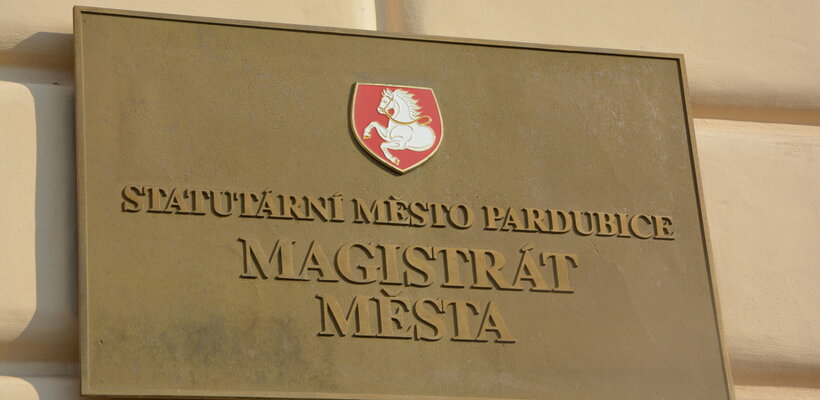 STATUTÁRNÍ MĚSTO PARDUBICE
MAGISTRÁT
MĚSTA